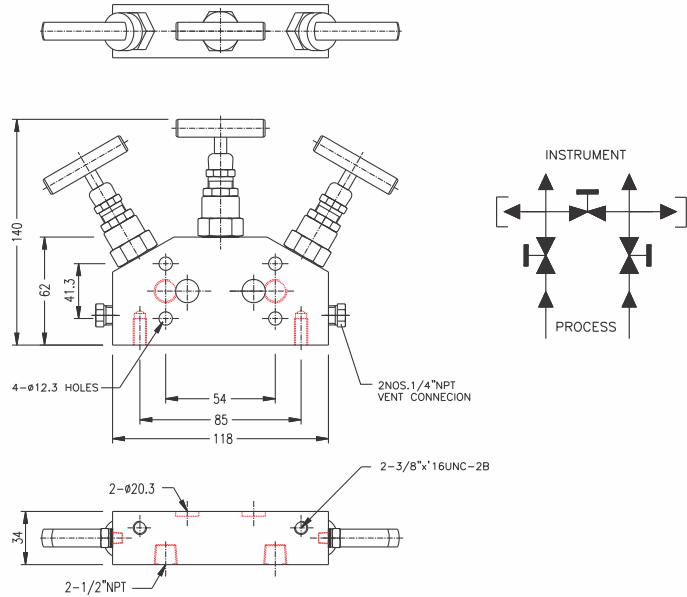 INSTRUMENT
140
62
41.3
PROCESS
4-ø12.3 HOLES
54
2NOS.1/4"NPT
VENT CONNECION
85
118
2-3/8"x'16UNC-2B
2-ø20.3
34
2-1/2"NPT